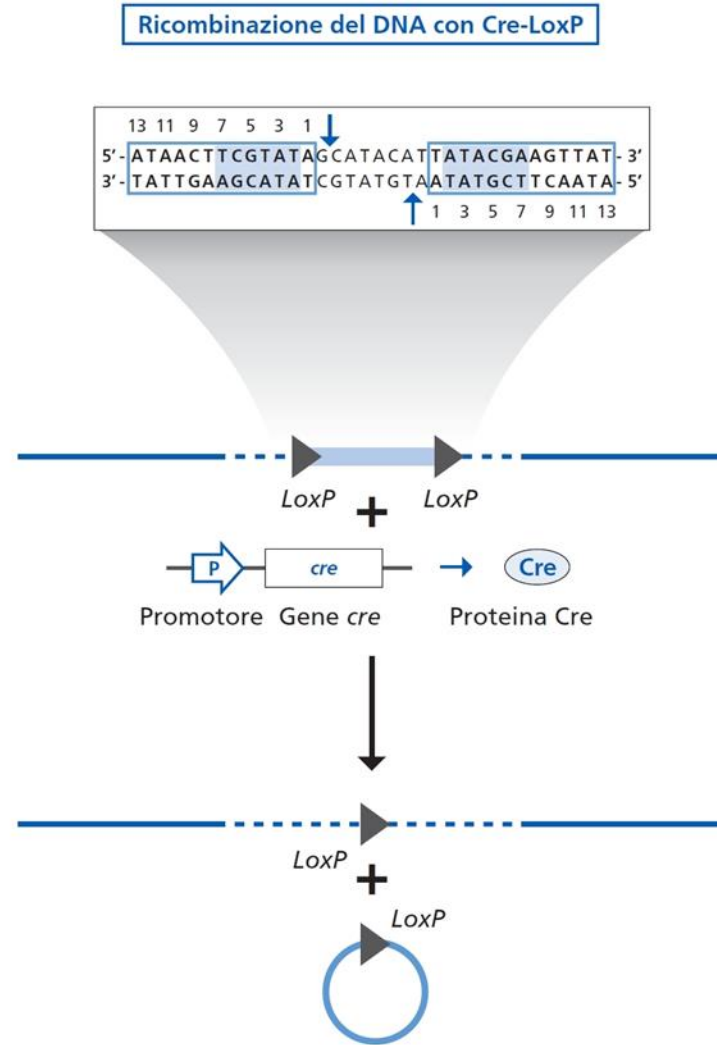 Ricombinazione del DNA con Cre-LoxP
13 11 9 7 5 3 1
5’-ATAACTTCGTATAGCATACATTATACGAAGTTAT-3’
3’-TATTGAAGCATATCGTATGTAATATGCTTCAATA-5’
1 3 5 7 9 11 13
LoxP LoxP
+
P cre Cre
Promotore Gene cre Proteina Cre
LoxP
+
LoxP